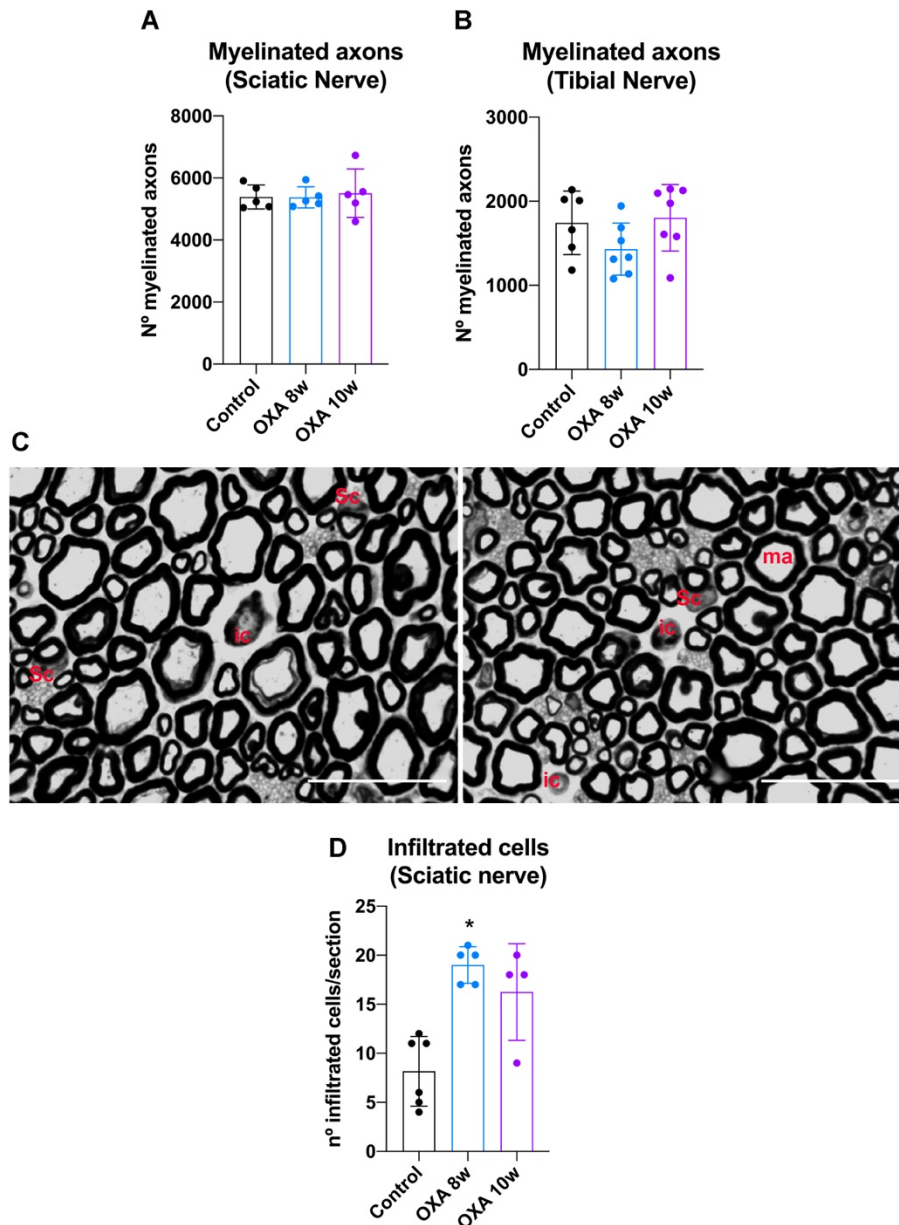 A
Myelinated axons
(Sciatic Nerve)
Nº myelinated axons
8000
6000
4000
2000
0
Control
OXA 8w
OXA 10w
B
Myelinated axons
(Tibial Nerve)
Nº myelinated axons
3000
2000
1000
0
Control
OXA 8w
OXA 10w
C
Sc
ic
Sc
ma
Sc
ic
ic
D
Infiltrated cells
(Sciatic nerve)
nº infiltrated cells/section
25
20
15
10
5
0
*
Control
OXA 8w
OXA 10w